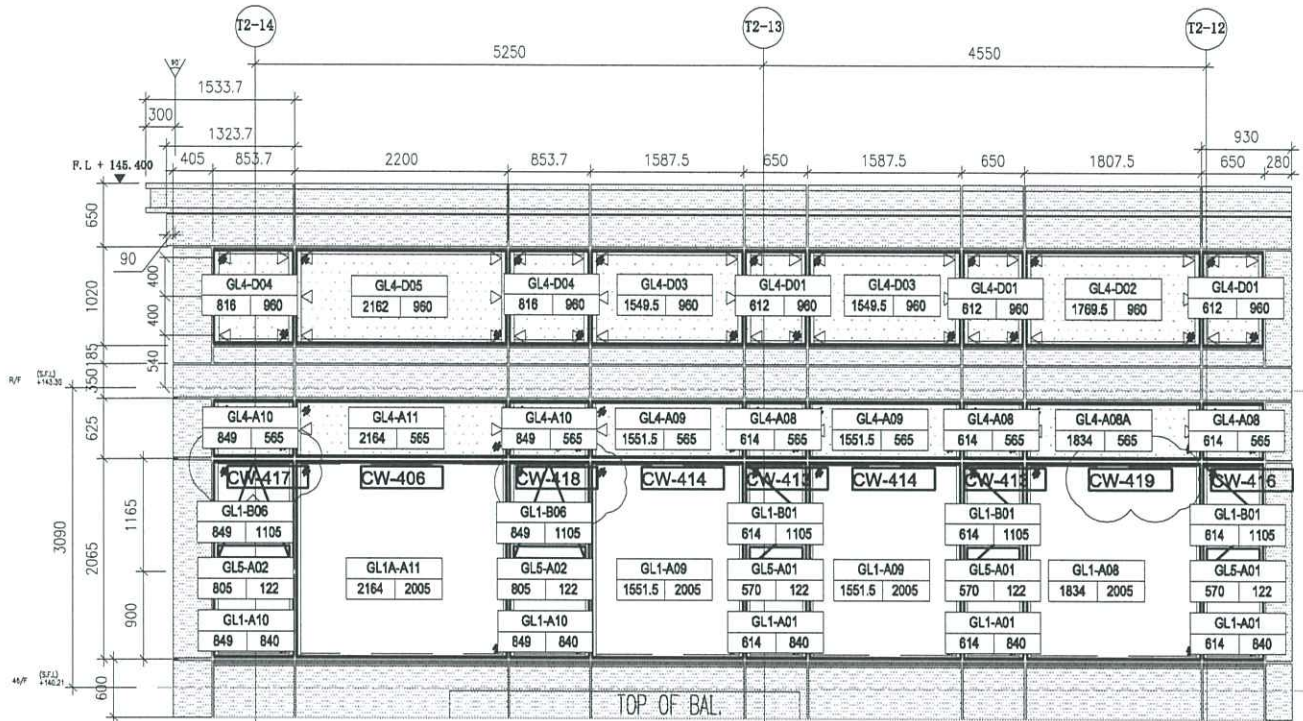 T2-14 T2-13 T2-12
5250 4550
90°
1533.7
300 930
1323.7
405 853.7 2200 853.7 1587.5 650 1587.5 650 1807.5 650 280
F.L + 145.400
650
90
400
1020
400
85
540
350
GL4-D04 GL4-D05 GL4-D04 GL4-D03 GL4-D01 GL4-D03 GL4-D01 GL4-D02 GL4-D01
816 960 2162 960 816 960 1549.5 960 612 960 1549.5 960 612 960 1769.5 960 612 960
R/F (S.F.L) +143.30
625
GL4-A10 GL4-A11 GL4-A10 GL4-A09 GL4-A08 GL4-A09 GL4-A08 GL4-A08A GL4-A08
849 565 2164 565 849 565 1551.5 565 614 565 1551.5 565 614 565 1834 565 614 565
CW-417 CW-406 CW-418 CW-414 CW-413 CW-414 CW-413 CW-419 CW-416
3090
2065
1165
GL1-B06 GL1-B06 GL1-B01 GL1-B01 GL1-B01
849 1105 849 1105 614 1105 614 1105 614 1105
GL5-A02 GL1A-A11 GL5-A02 GL1-A09 GL5-A01 GL1-A09 GL5-A01 GL1-A08 GL5-A01
805 122 2164 2005 805 122 1551.5 2005 570 122 1551.5 2005 570 122 1834 2005 570 122
900
GL1-A10 GL1-A10 GL1-A01 GL1-A01 GL1-A01
849 840 849 840 614 840 614 840 614 840
(S.F.L) +140.21
600
TOP OF BAL.